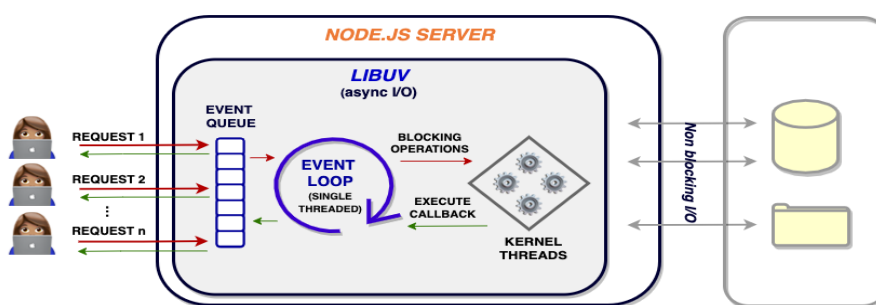 NODE.JS SERVER
LIBUV
(async I/O)
EVENT
QUEUE
REQUEST 1
REQUEST 2
...
REQUEST n
EVENT
LOOP
(SINGLE
THREADED)
BLOCKING
OPERATIONS
EXECUTE
CALLBACK
KERNEL
THREADS
Non blocking I/O